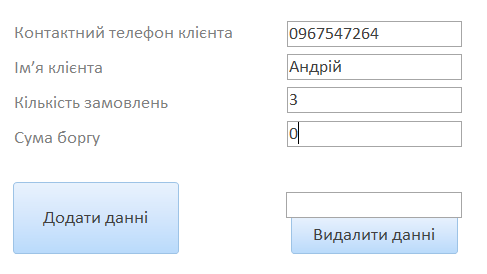 Контактний телефон клієнта 0967547264
Ім’я клієнта Андрій
Кількість замовлень 3
Сума боргу 0
Додати данні
Видалити данні